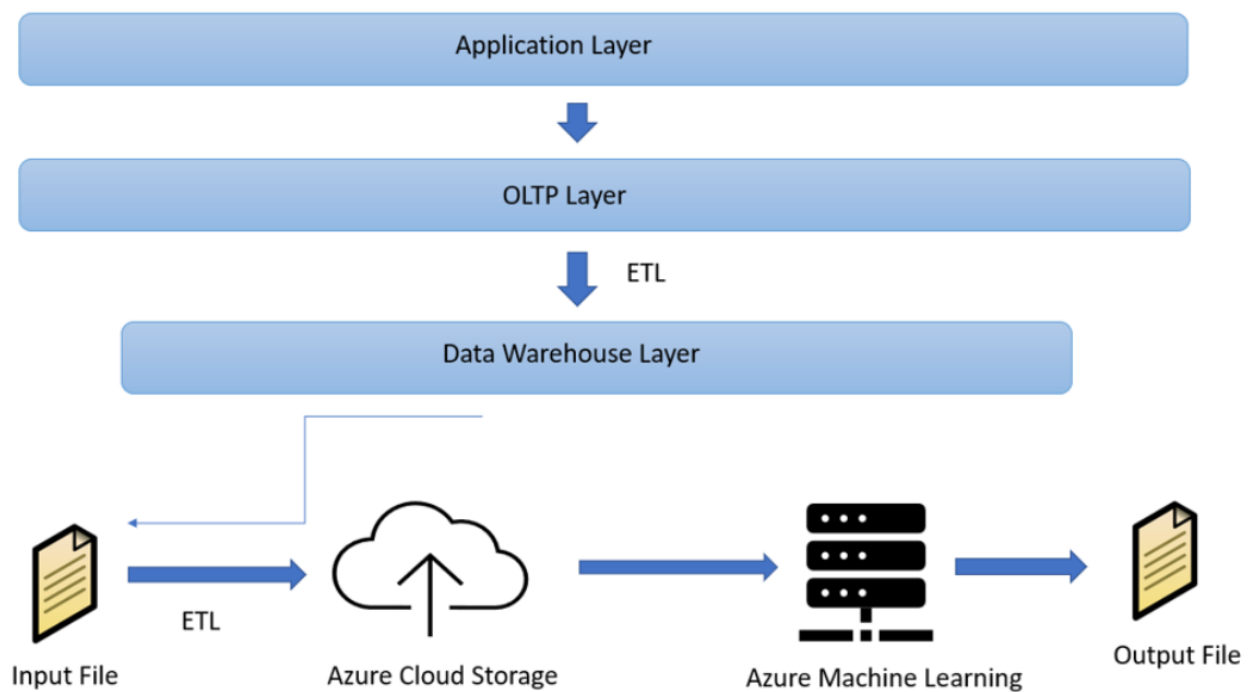 Application Layer
OLTP Layer
ETL
Data Warehouse Layer
ETL
Input File
Azure Cloud Storage
Azure Machine Learning
Output File